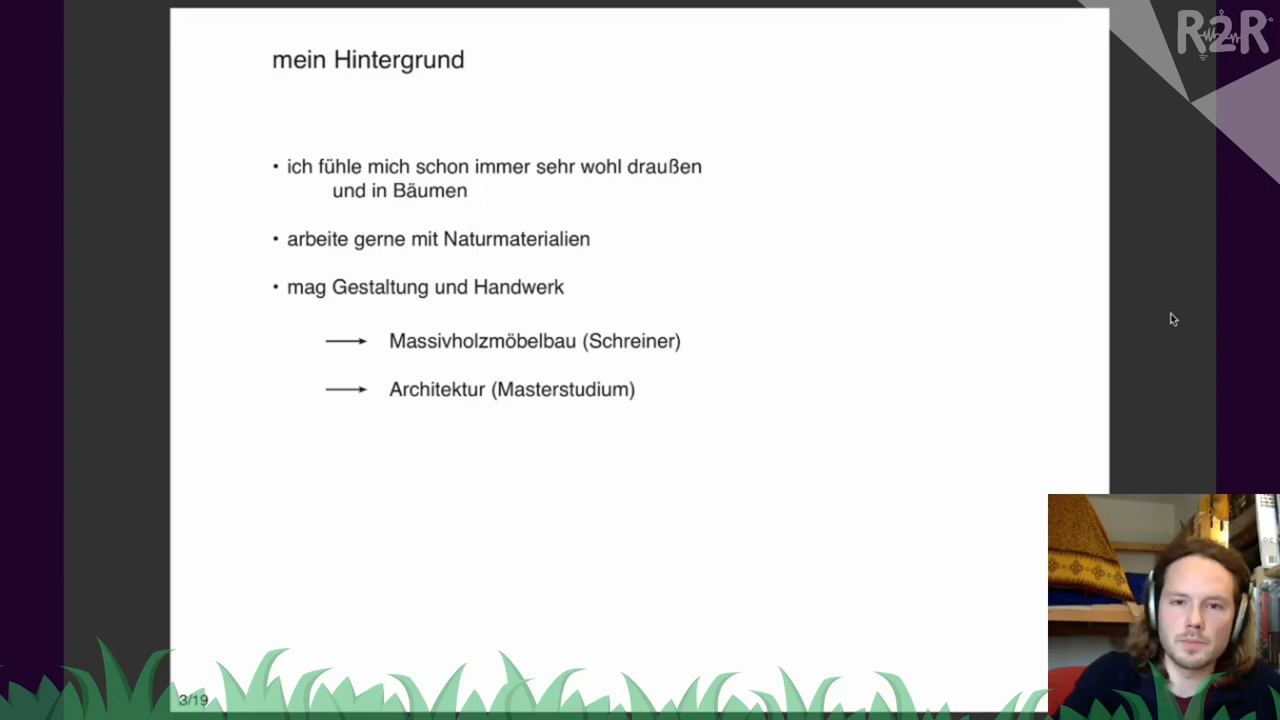 R2R
mein Hintergrund
• ich fühle mich schon immer sehr wohl draußen
und in Bäumen
• arbeite gerne mit Naturmaterialien
• mag Gestaltung und Handwerk
→ Massivholzmöbelbau (Schreiner)
→ Architektur (Masterstudium)
3/19